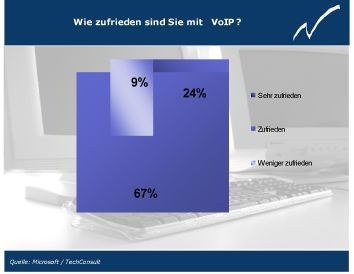 Wie zufrieden sind Sie mit VoIP?
9%
24%
67%
Sehr zufrieden
Zufrieden
Weniger zufrieden
Quelle: Microsoft / TechConsult